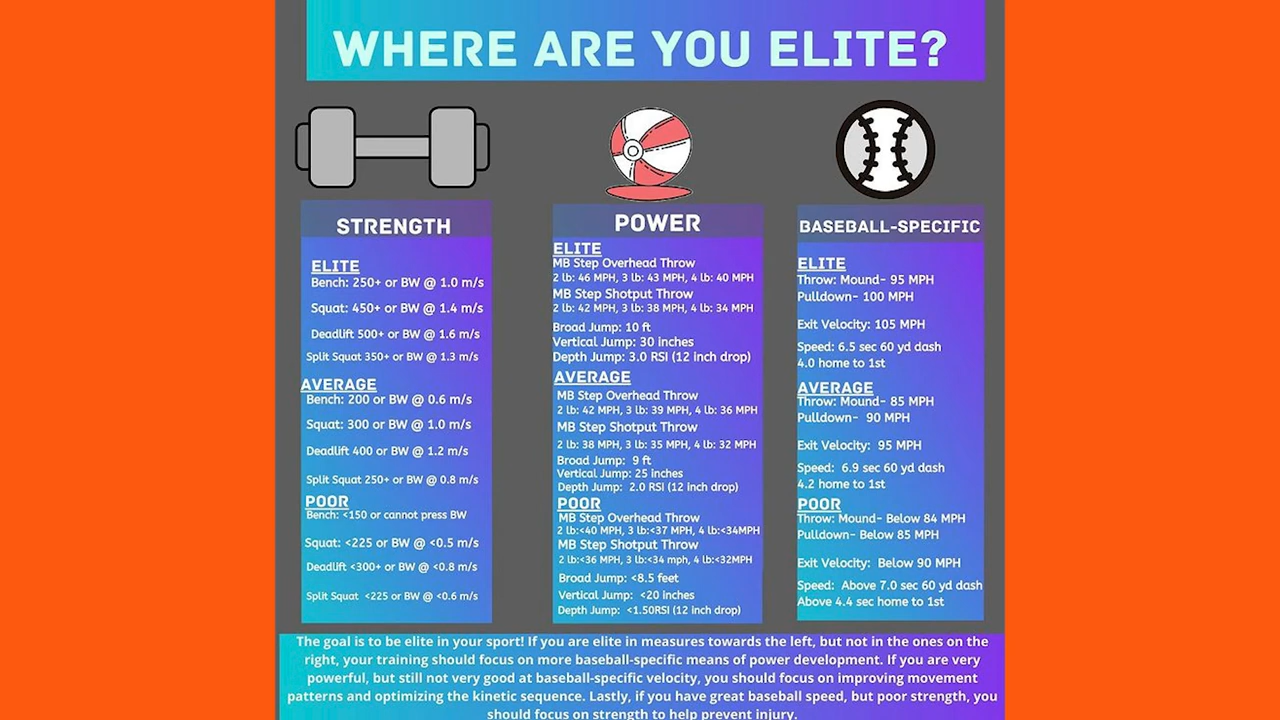 WHERE ARE YOU ELITE?
STRENGTH
ELITE
Bench: 250+ or BW @ 1.0 m/s
Squat: 450+ or BW @ 1.4 m/s
Deadlift 500+ or BW @ 1.6 m/s
Split Squat 350+ or BW @ 1.3 m/s
AVERAGE
Bench: 200 or BW @ 0.6 m/s
Squat: 300 or BW @ 1.0 m/s
Deadlift 400 or BW @ 1.2 m/s
Split Squat 250+ or BW @ 0.8 m/s
POOR
Bench: <150 or cannot press BW
Squat: <225 or BW @ <0.5 m/s
Deadlift <300+ or BW @ <0.8 m/s
Split Squat <225 or BW @ <0.6 m/s
POWER
ELITE
MB Step Overhead Throw
2 lb: 46 MPH, 3 lb: 43 MPH, 4 lb: 40 MPH
MB Step Shotput Throw
2 lb: 42 MPH, 3 lb: 38 MPH, 4 lb: 34 MPH
Broad Jump: 10 ft
Vertical Jump: 30 inches
Depth Jump: 3.0 RSI (12 inch drop)
AVERAGE
MB Step Overhead Throw
2 lb: 42 MPH, 3 lb: 39 MPH, 4 lb: 36 MPH
MB Step Shotput Throw
2 lb: 38 MPH, 3 lb: 35 MPH, 4 lb: 32 MPH
Broad Jump: 9 ft
Vertical Jump: 25 inches
Depth Jump: 2.0 RSI (12 inch drop)
POOR
MB Step Overhead Throw
2 lb:<40 MPH, 3 lb:<37 MPH, 4 lb:<34MPH
MB Step Shotput Throw
2 lb:<36 MPH, 3 lb:<34 mph, 4 lb:<32MPH
Broad Jump: <8.5 feet
Vertical Jump: <20 inches
Depth Jump: <1.50RSI (12 inch drop)
BASEBALL-SPECIFIC
ELITE
Throw: Mound- 95 MPH
Pulldown- 100 MPH
Exit Velocity: 105 MPH
Speed: 6.5 sec 60 yd dash
4.0 home to 1st
AVERAGE
Throw: Mound- 85 MPH
Pulldown- 90 MPH
Exit Velocity: 95 MPH
Speed: 6.9 sec 60 yd dash
4.2 home to 1st
POOR
Throw: Mound- Below 84 MPH
Pulldown- Below 85 MPH
Exit Velocity: Below 90 MPH
Speed: Above 7.0 sec 60 yd dash
Above 4.4 sec home to 1st
The goal is to be elite in your sport! If you are elite in measures towards the left, but not in the ones on the
right, your training should focus on more baseball-specific means of power development. If you are very
powerful, but still not very good at baseball-specific velocity, you should focus on improving movement
patterns and optimizing the kinetic sequence. Lastly, if you have great baseball speed, but poor strength, you
should focus on strength to help prevent injury.